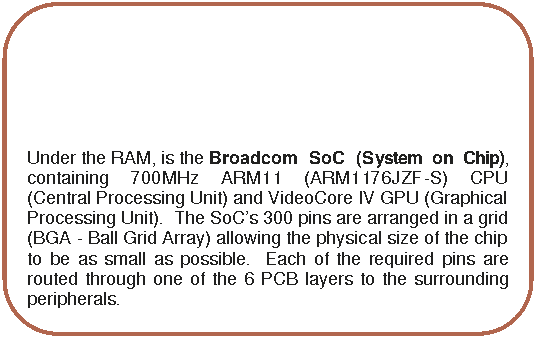 Under the RAM, is the Broadcom SoC (System on Chip),
containing 700MHz ARM11 (ARM1176JZF-S) CPU
(Central Processing Unit) and VideoCore IV GPU (Graphical
Processing Unit). The SoC's 300 pins are arranged in a grid
(BGA - Ball Grid Array) allowing the physical size of the chip
to be as small as possible. Each of the required pins are
routed through one of the 6 PCB layers to the surrounding
peripherals.